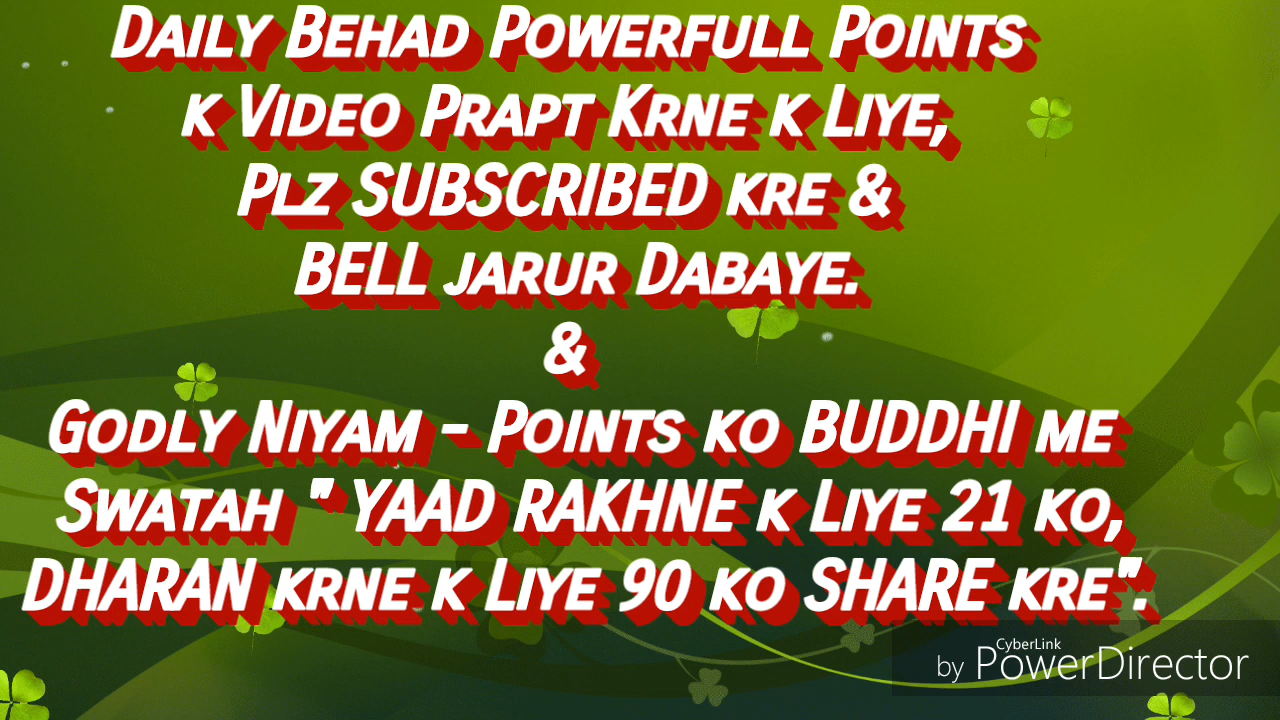 Daily Behad Powerfull Points
k Video Prapt Krne k Liye,
Plz SUBSCRIBED kre &
BELL jarur Dabaye.
&
Godly Niyam - Points ko BUDDHI me
Swatah " YAAD RAKHNE k Liye 21 ko,
DHARAN krne k Liye 90 ko SHARE kre".
CyberLink
by PowerDirector